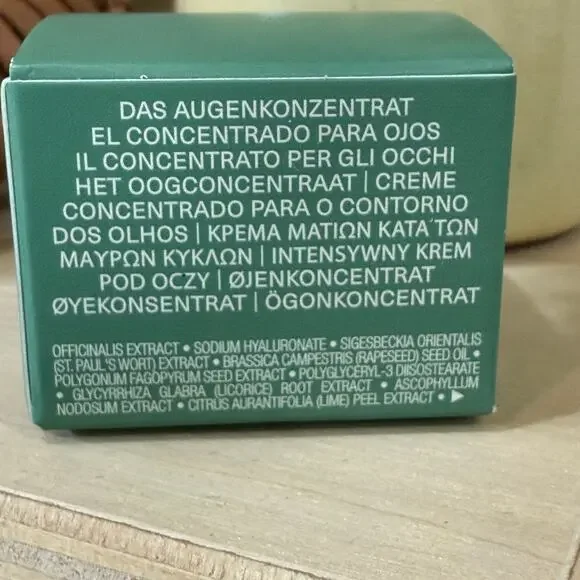 DAS AUGENKONZENTRAT
EL CONCENTRADO PARA OJOS
IL CONCENTRATO PER GLI OCCHI
HET OOGCONCENTRAAT | CREME
CONCENTRADO PARA O CONTORNO
DOS OLHOS | ΚΡΕΜΑ ΜΑΤΙΩΝ ΚΑΤΑ ΤΩΝ
ΜΑΥΡΩΝ ΚΥΚΛΩΝ | INTENSYWNY KREM
POD OCZY | ØJENKONCENTRAT
ØYEKONSENTRAT | ÖGONKONCENTRAT
OFFICINALIS EXTRACT • SODIUM HYALURONATE • SIGESBECKIA ORIENTALIS
(ST. PAUL'S WORT) EXTRACT • BRASSICA CAMPESTRIS (RAPESEED) SEED OIL •
POLYGONUM FAGOPYRUM SEED EXTRACT • POLYGLYCERYL-3 DIISOSTEARATE
• GLYCYRRHIZA GLABRA (LICORICE) ROOT EXTRACT • ASCOPHYLLUM
NODOSUM EXTRACT • CITRUS AURANTIFOLIA (LIME) PEEL EXTRACT • ▶